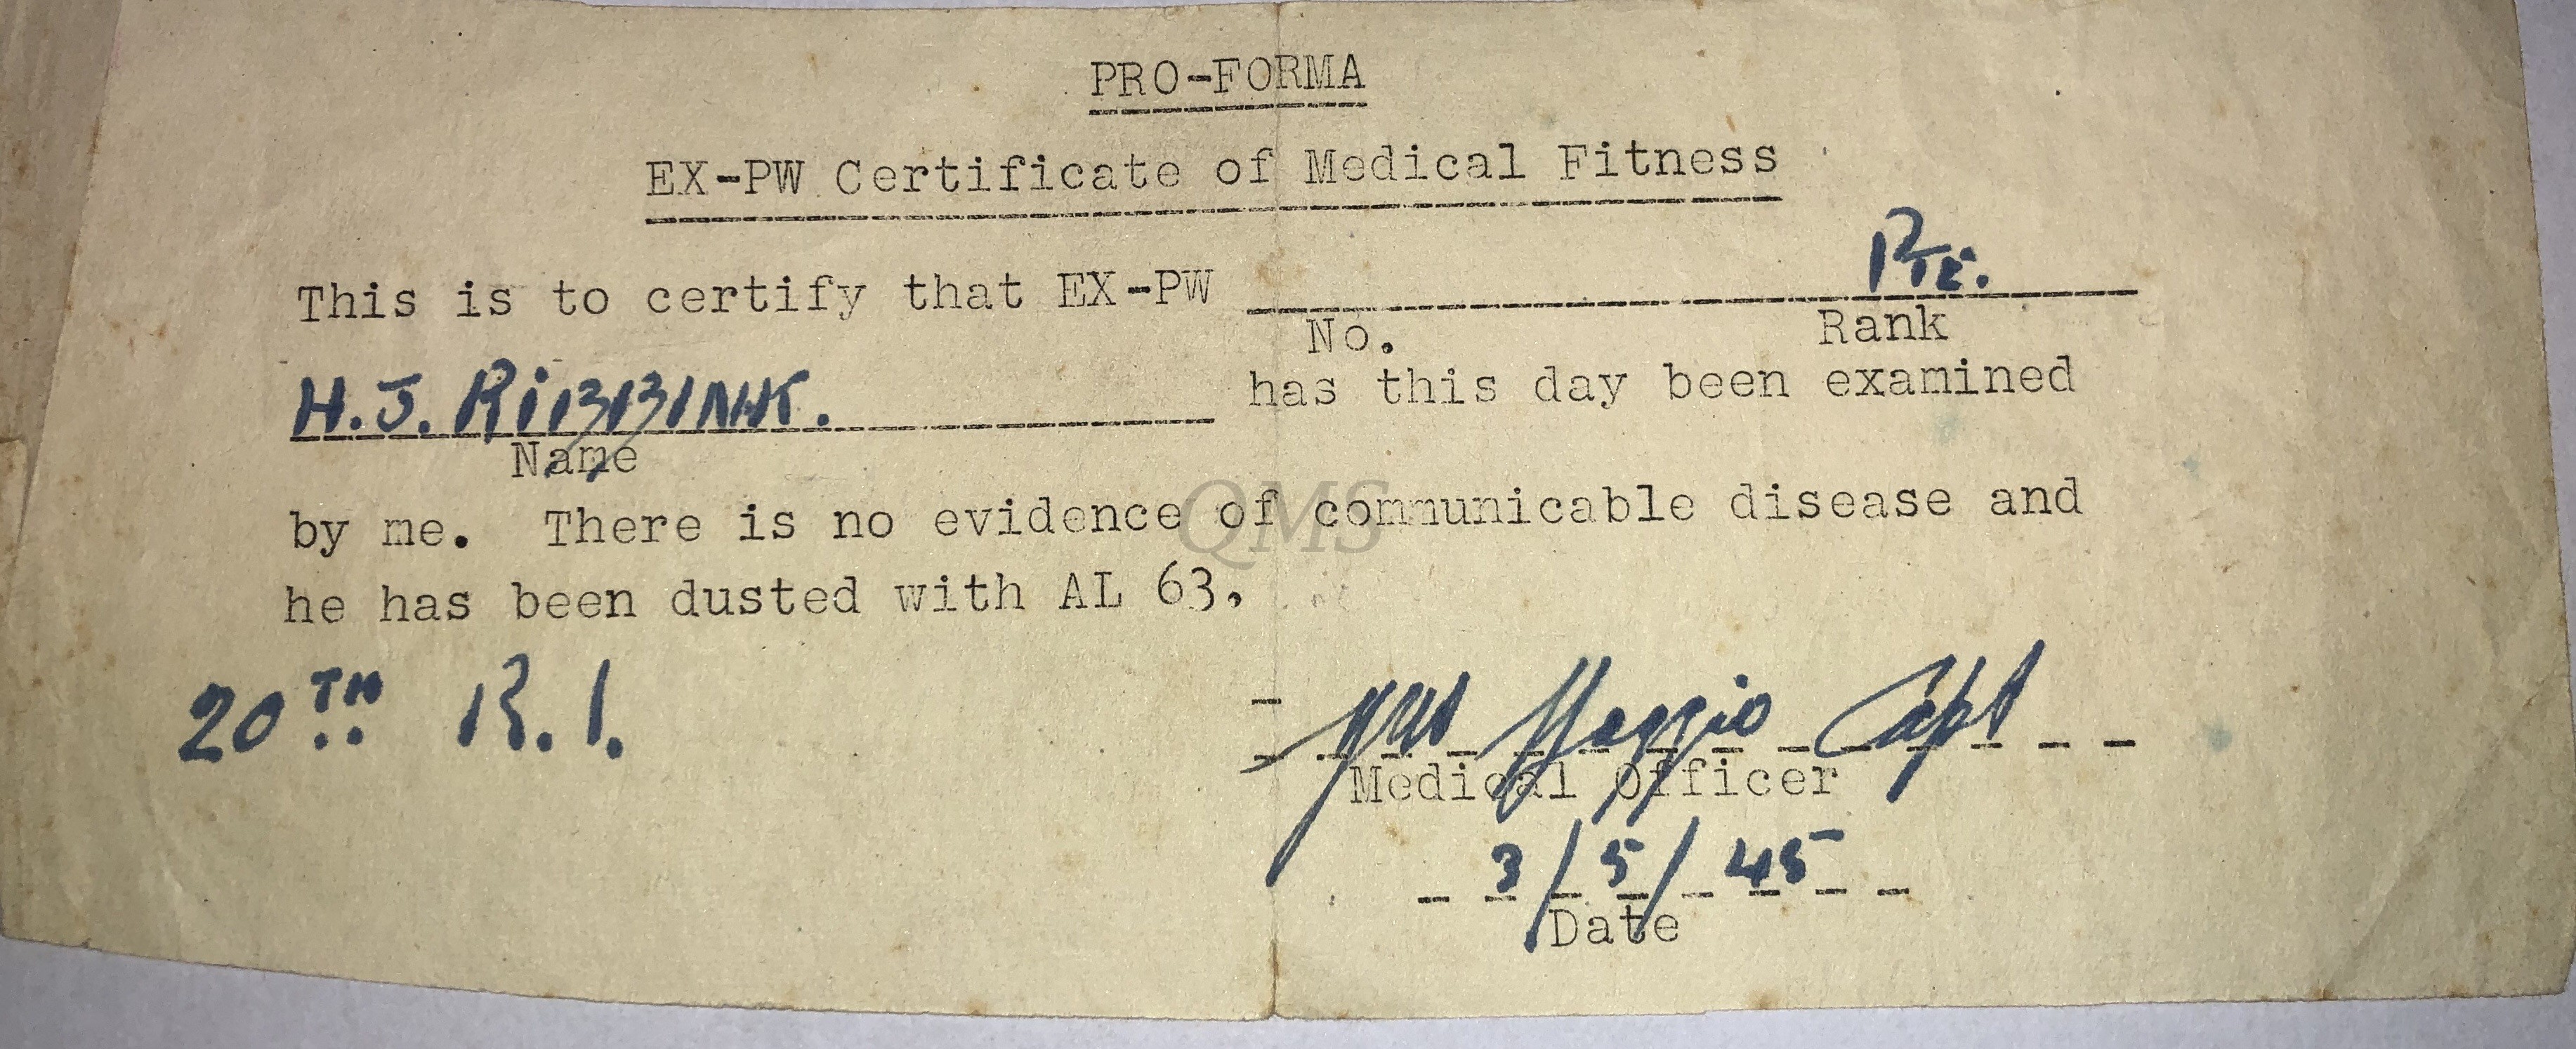 PRO-FORMA
EX-PW Certificate of Medical Fitness
This is to certify that EX-PW Pte.
No. Rank
H. J. RiBBINK. has this day been examined
Name
by me. There is no evidence of communicable disease and
QMS
he has been dusted with AL 63.
20TH R.I.
Capt
Medical Officer
3/5/45
Date